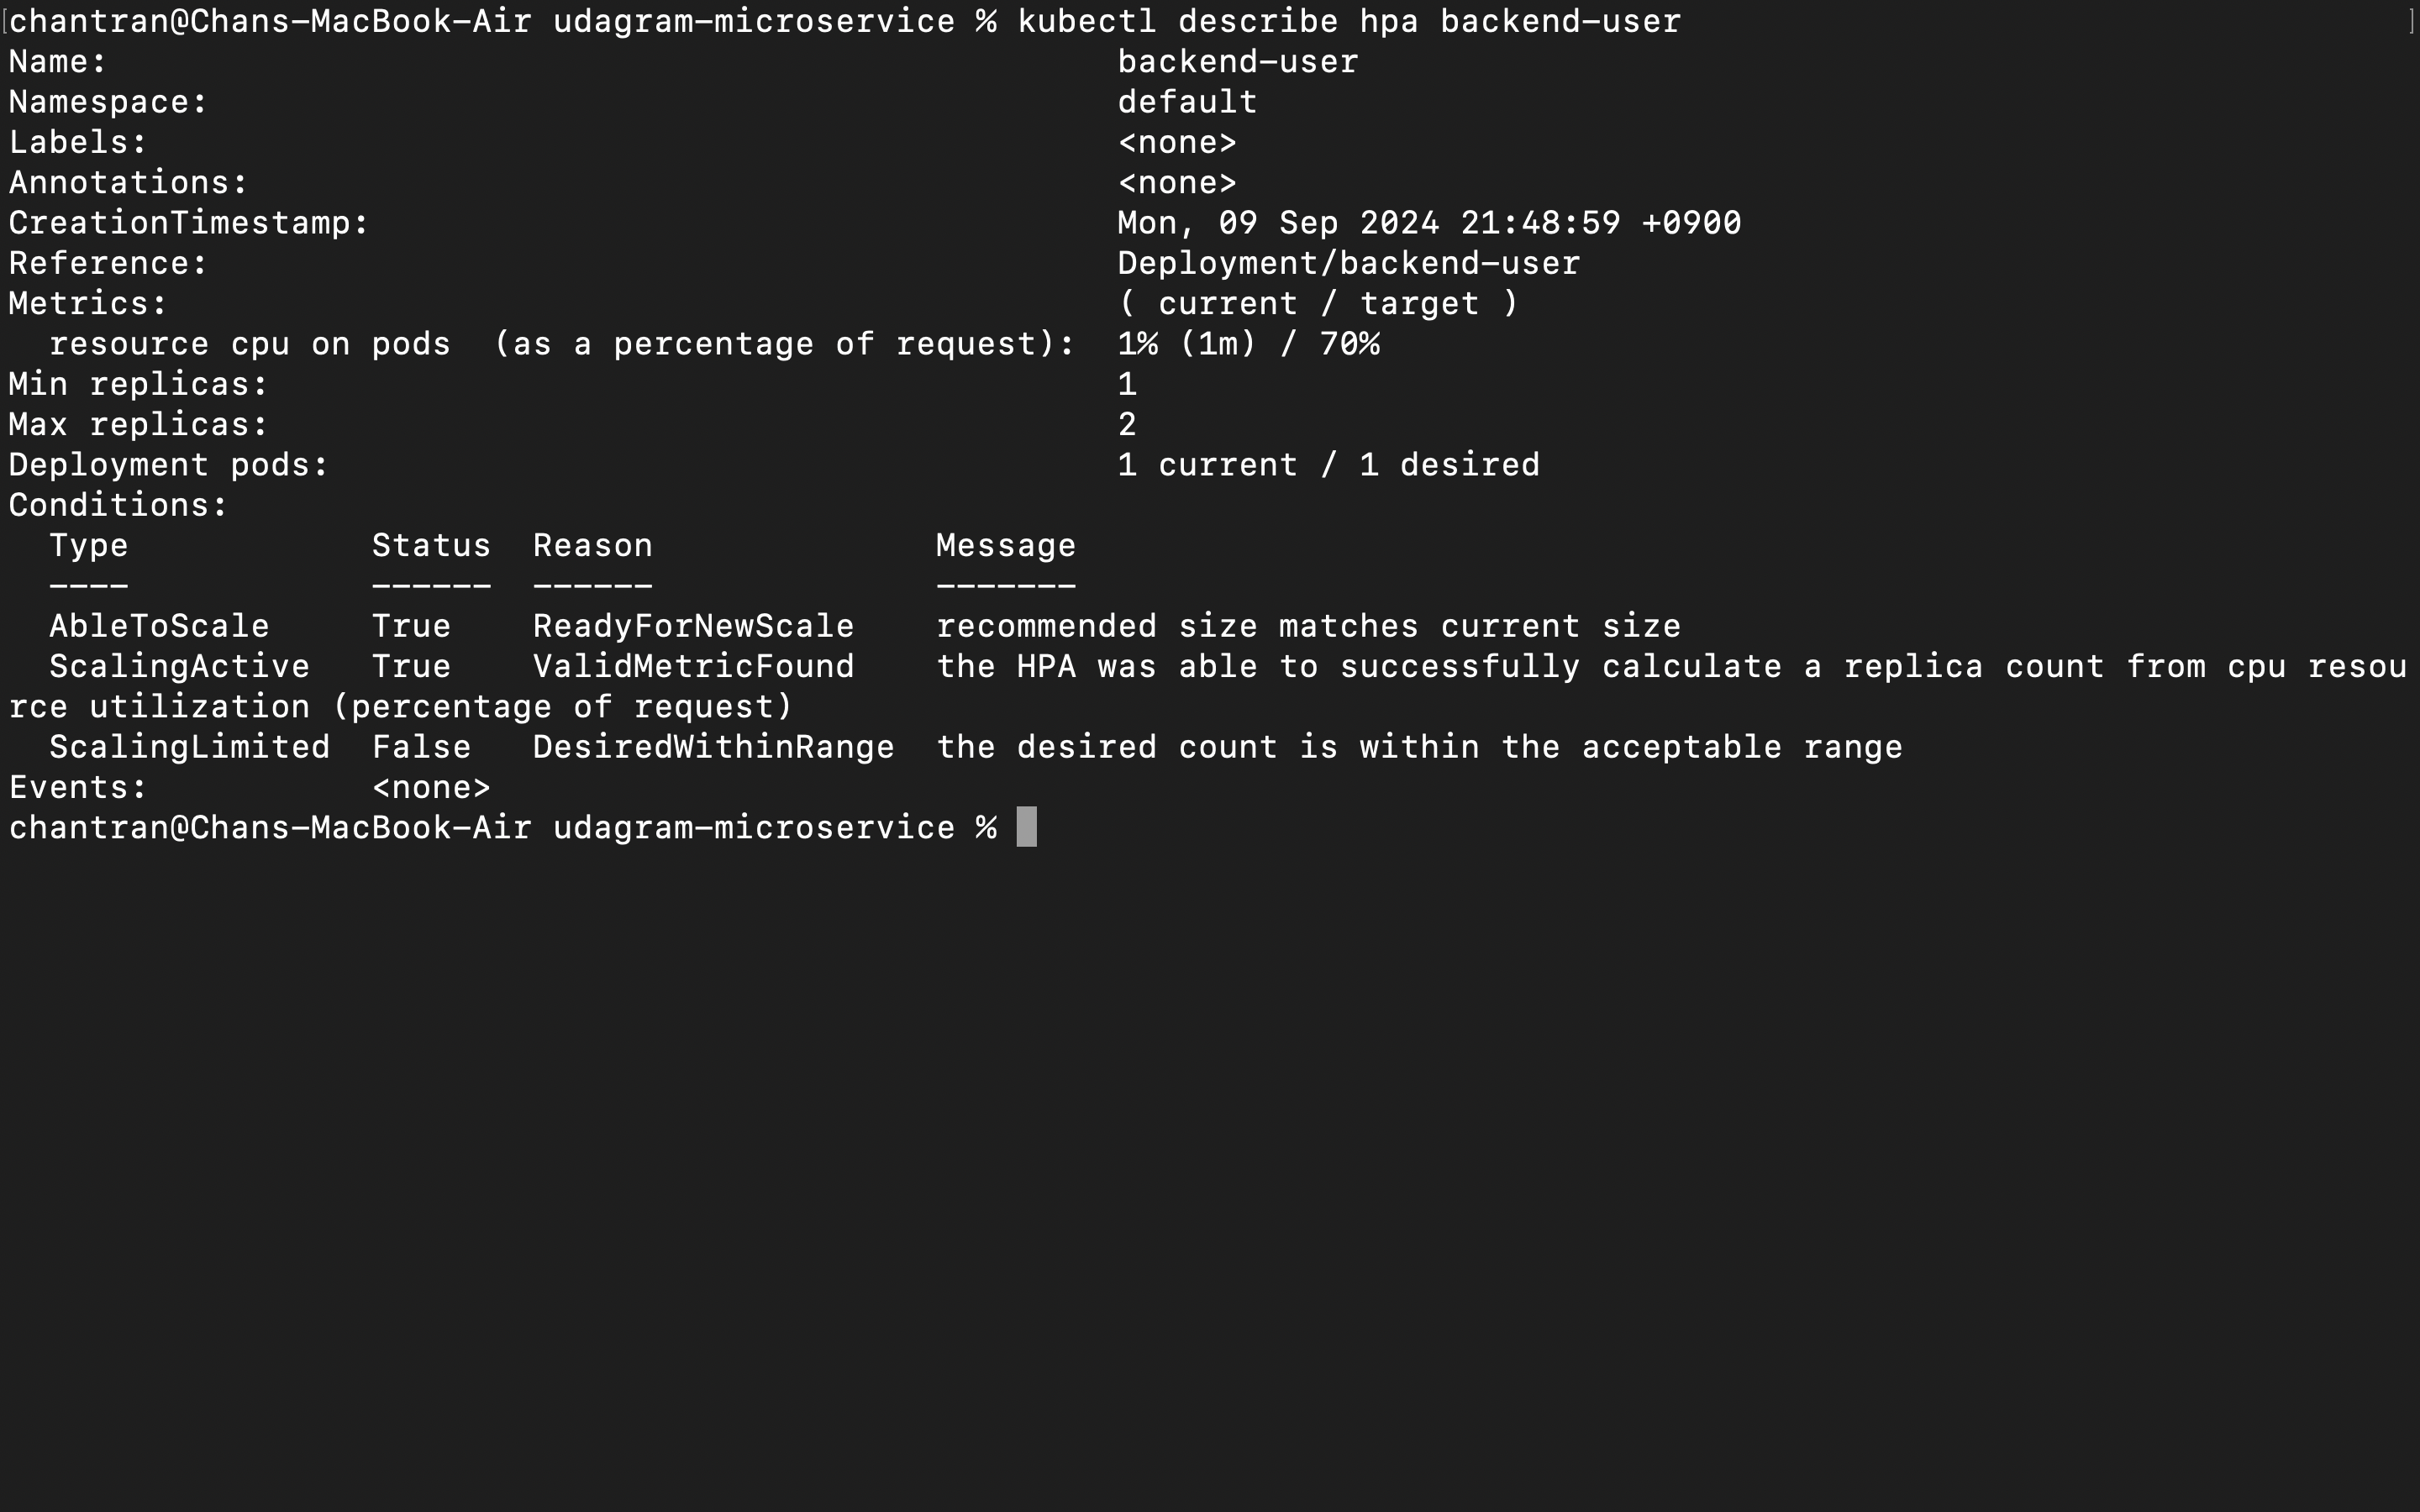 chantran@Chans-MacBook-Air udagram-microservice % kubectl describe hpa backend-user
Name: backend-user
Namespace: default
Labels: <none>
Annotations: <none>
CreationTimestamp: Mon, 09 Sep 2024 21:48:59 +0900
Reference: Deployment/backend-user
Metrics: ( current / target )
  resource cpu on pods  (as a percentage of request):  1% (1m) / 70%
Min replicas: 1
Max replicas: 2
Deployment pods: 1 current / 1 desired
Conditions:
  Type            Status  Reason              Message
  ----            ------  ------              -------
  AbleToScale     True    ReadyForNewScale    recommended size matches current size
  ScalingActive   True    ValidMetricFound    the HPA was able to successfully calculate a replica count from cpu resou
rce utilization (percentage of request)
  ScalingLimited  False   DesiredWithinRange  the desired count is within the acceptable range
Events:           <none>
chantran@Chans-MacBook-Air udagram-microservice %